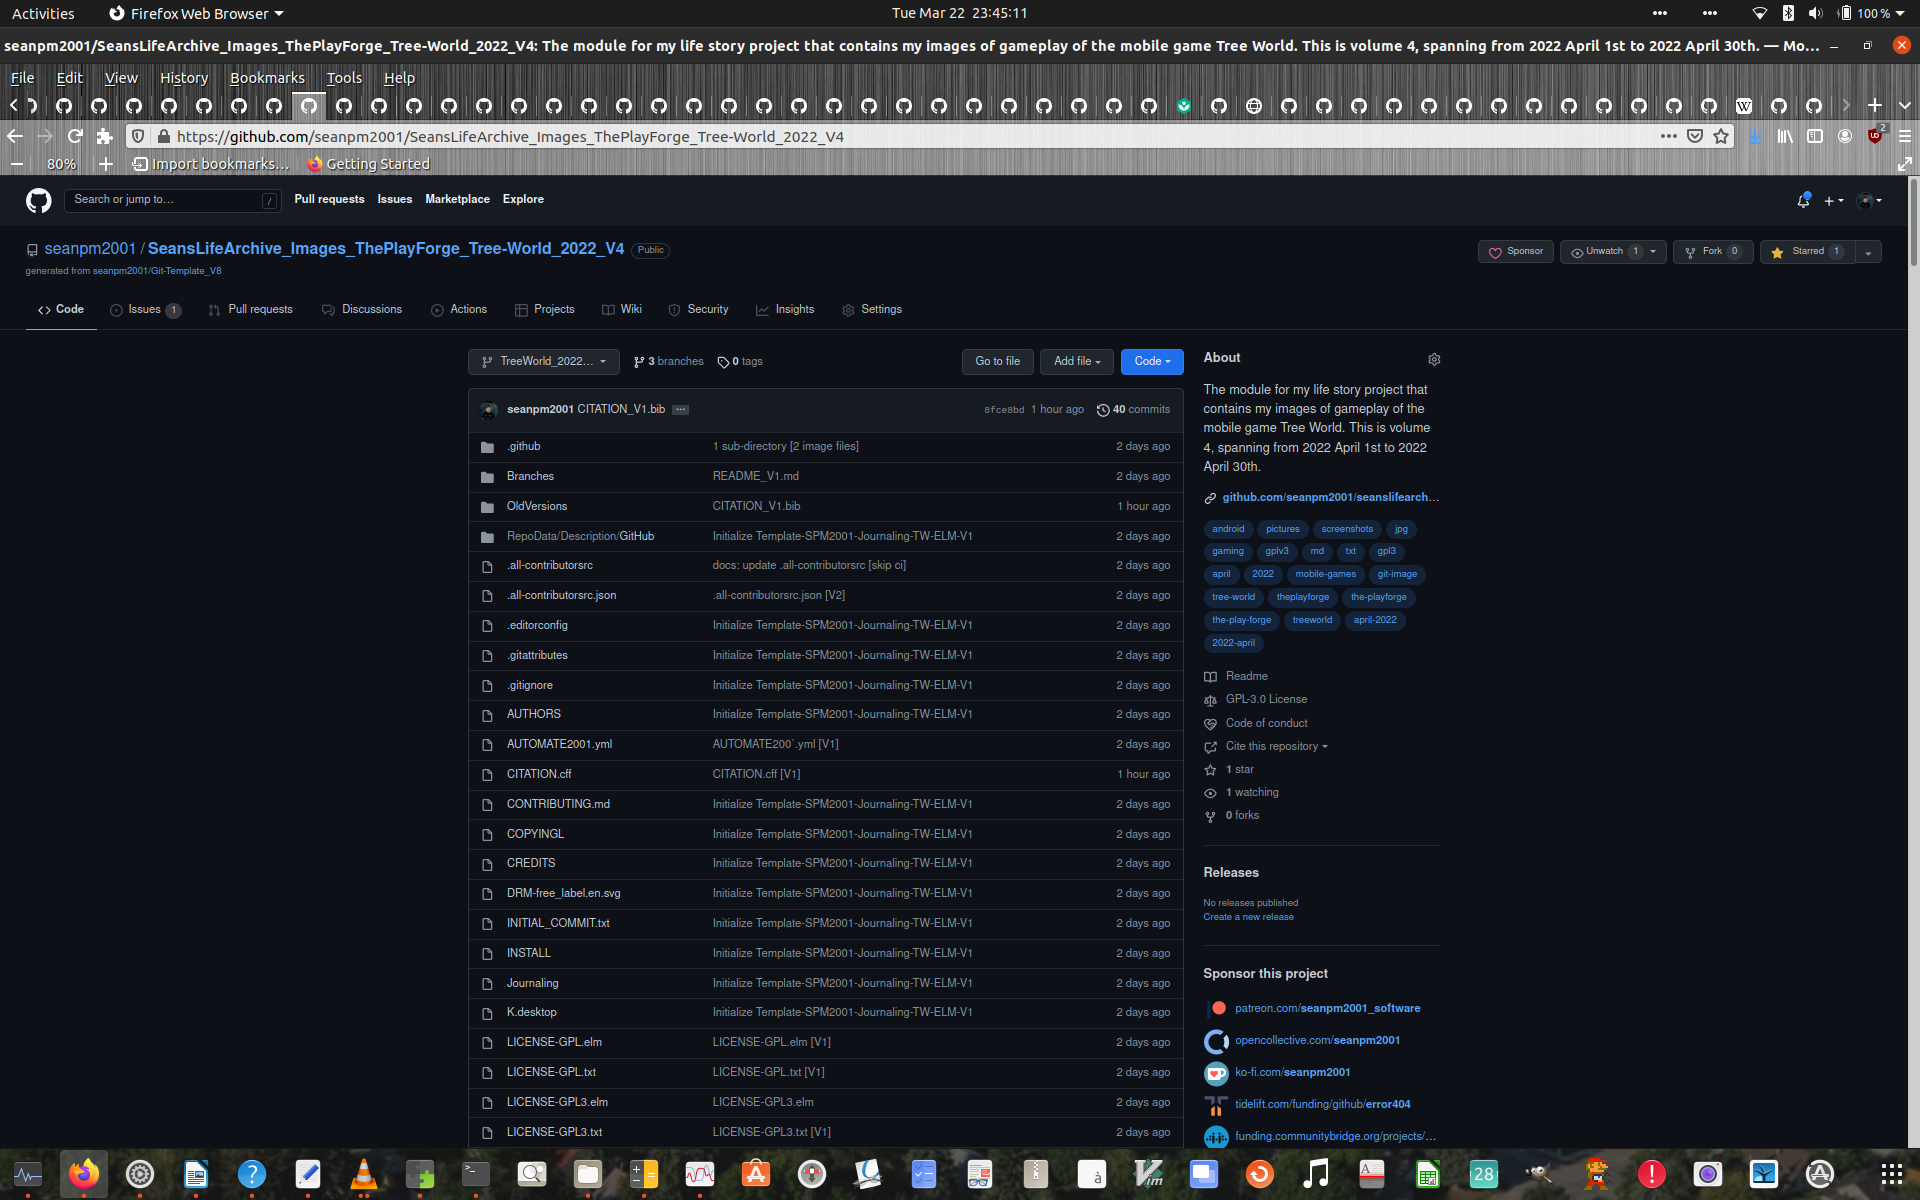 Activities
Firefox Web Browser
Tue Mar 22 23:45:11
100 %
seanpm2001/SeansLifeArchive_Images_ThePlayForge_Tree-World_2022_V4: The module for my life story project that contains my images of gameplay of the mobile game Tree World. This is volume 4, spanning from 2022 April 1st to 2022 April 30th. — Mo…
File Edit View History Bookmarks Tools Help
https://github.com/seanpm2001/SeansLifeArchive_Images_ThePlayForge_Tree-World_2022_V4
2
80%
Import bookmarks…
Getting Started
Search or jump to…
/
Pull requests Issues Marketplace Explore
seanpm2001 / SeansLifeArchive_Images_ThePlayForge_Tree-World_2022_V4 Public
generated from seanpm2001/Git-Template_V8
Sponsor
Unwatch 1
Fork 0
Starred 1
Code
Issues 1
Pull requests
Discussions
Actions
Projects
Wiki
Security
Insights
Settings
TreeWorld_2022…
3 branches
0 tags
Go to file
Add file
Code
seanpm2001 CITATION_V1.bib
8fce8bd 1 hour ago
40 commits
.github 1 sub-directory [2 image files] 2 days ago
Branches README_V1.md 2 days ago
OldVersions CITATION_V1.bib 1 hour ago
RepoData/Description/GitHub Initialize Template-SPM2001-Journaling-TW-ELM-V1 2 days ago
.all-contributorsrc docs: update .all-contributorsrc [skip ci] 2 days ago
.all-contributorsrc.json .all-contributorsrc.json [V2] 2 days ago
.editorconfig Initialize Template-SPM2001-Journaling-TW-ELM-V1 2 days ago
.gitattributes Initialize Template-SPM2001-Journaling-TW-ELM-V1 2 days ago
.gitignore Initialize Template-SPM2001-Journaling-TW-ELM-V1 2 days ago
AUTHORS Initialize Template-SPM2001-Journaling-TW-ELM-V1 2 days ago
AUTOMATE2001.yml AUTOMATE200`.yml [V1] 2 days ago
CITATION.cff CITATION.cff [V1] 1 hour ago
CONTRIBUTING.md Initialize Template-SPM2001-Journaling-TW-ELM-V1 2 days ago
COPYINGL Initialize Template-SPM2001-Journaling-TW-ELM-V1 2 days ago
CREDITS Initialize Template-SPM2001-Journaling-TW-ELM-V1 2 days ago
DRM-free_label.en.svg Initialize Template-SPM2001-Journaling-TW-ELM-V1 2 days ago
INITIAL_COMMIT.txt Initialize Template-SPM2001-Journaling-TW-ELM-V1 2 days ago
INSTALL Initialize Template-SPM2001-Journaling-TW-ELM-V1 2 days ago
Journaling Initialize Template-SPM2001-Journaling-TW-ELM-V1 2 days ago
K.desktop Initialize Template-SPM2001-Journaling-TW-ELM-V1 2 days ago
LICENSE-GPL.elm LICENSE-GPL.elm [V1] 2 days ago
LICENSE-GPL.txt LICENSE-GPL.txt [V1] 2 days ago
LICENSE-GPL3.elm LICENSE-GPL3.elm 2 days ago
LICENSE-GPL3.txt LICENSE-GPL3.txt [V1] 2 days ago
About
The module for my life story project that
contains my images of gameplay of the
mobile game Tree World. This is volume
4, spanning from 2022 April 1st to 2022
April 30th.
github.com/seanpm2001/seanslifearch…
android pictures screenshots jpg
gaming gplv3 md txt gpl3
april 2022 mobile-games git-image
tree-world theplayforge the-playforge
the-play-forge treeworld april-2022
2022-april
Readme
GPL-3.0 License
Code of conduct
Cite this repository
1 star
1 watching
0 forks
Releases
No releases published
Create a new release
Sponsor this project
patreon.com/seanpm2001_software
opencollective.com/seanpm2001
ko-fi.com/seanpm2001
tidelift.com/funding/github/error404
funding.communitybridge.org/projects/…
28